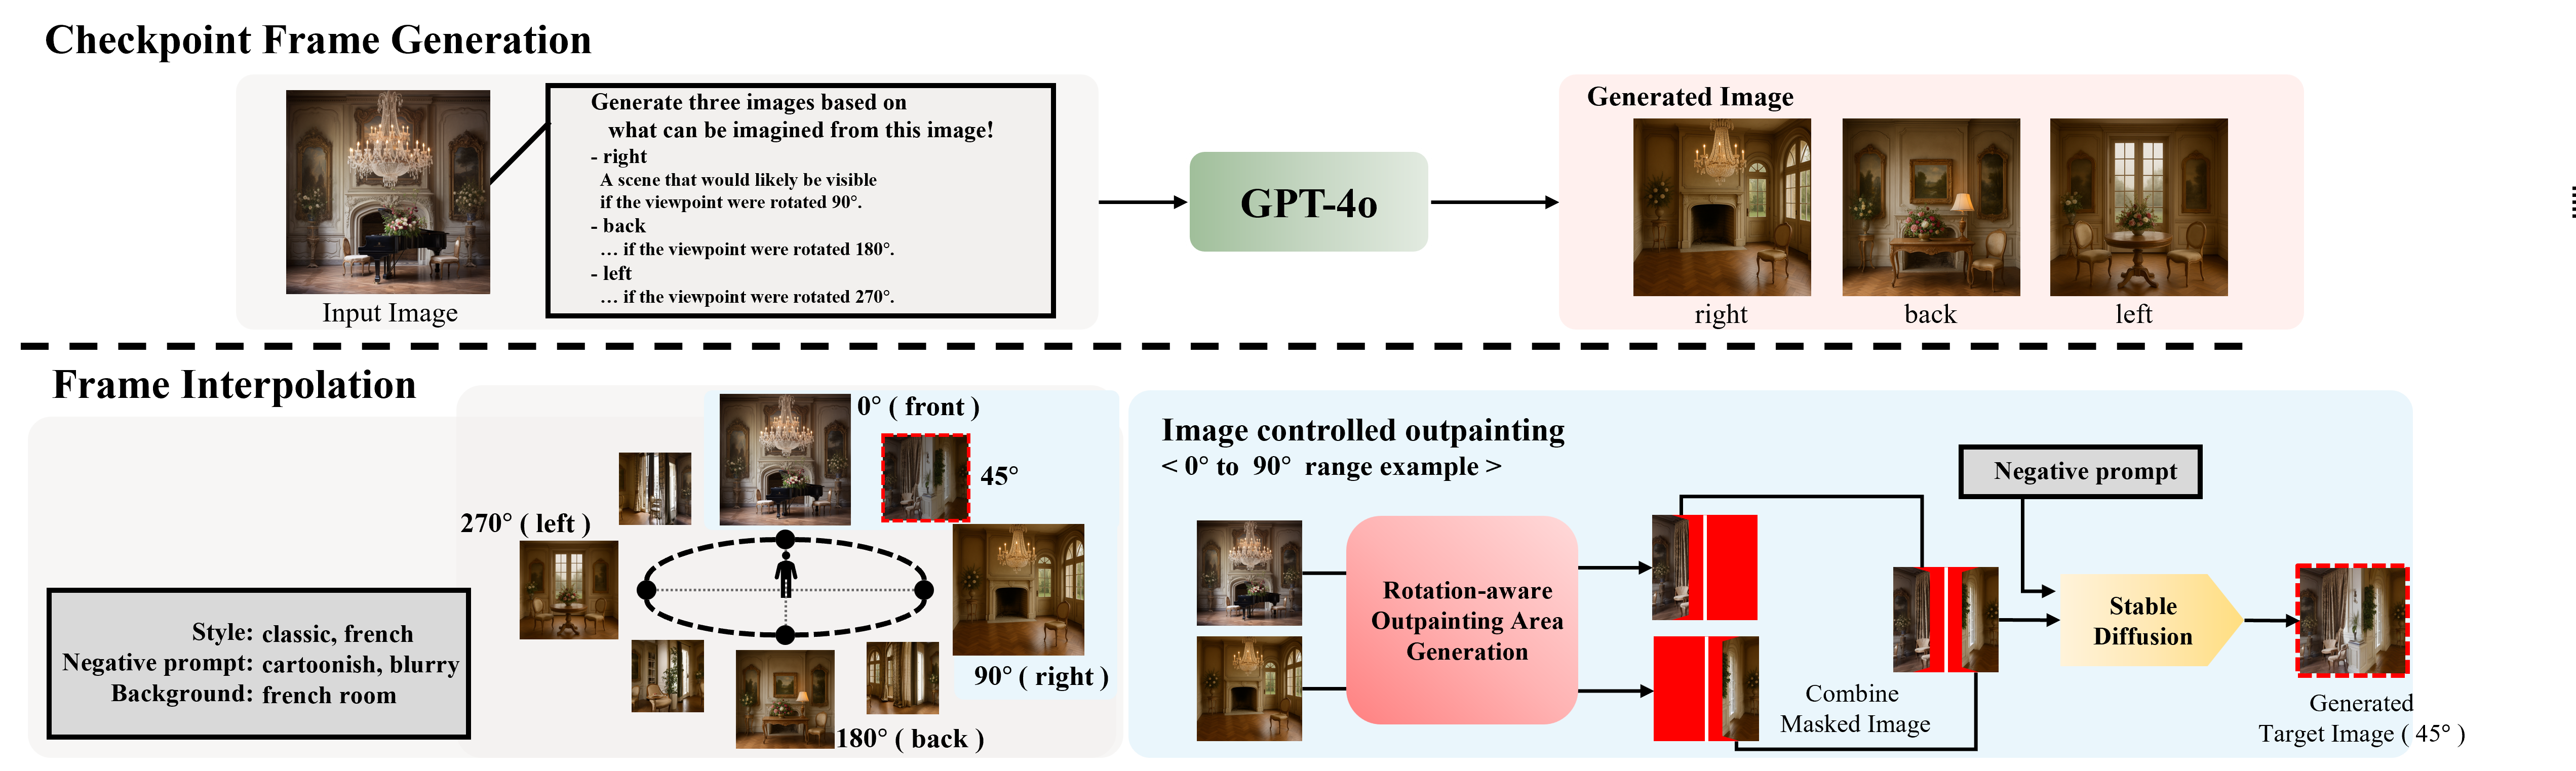 Checkpoint Frame Generation
Generate three images based on
what can be imagined from this image!
- right
A scene that would likely be visible
if the viewpoint were rotated 90°.
- back
… if the viewpoint were rotated 180°.
- left
… if the viewpoint were rotated 270°.
Input Image
GPT-4o
Generated Image
right
back
left
Frame Interpolation
0° ( front )
45°
270° ( left )
90° ( right )
180° ( back )
Style: classic, french
Negative prompt: cartoonish, blurry
Background: french room
Image controlled outpainting
< 0° to 90° range example >
Rotation-aware
Outpainting Area
Generation
Combine
Masked Image
Negative prompt
Stable
Diffusion
Generated
Target Image ( 45° )